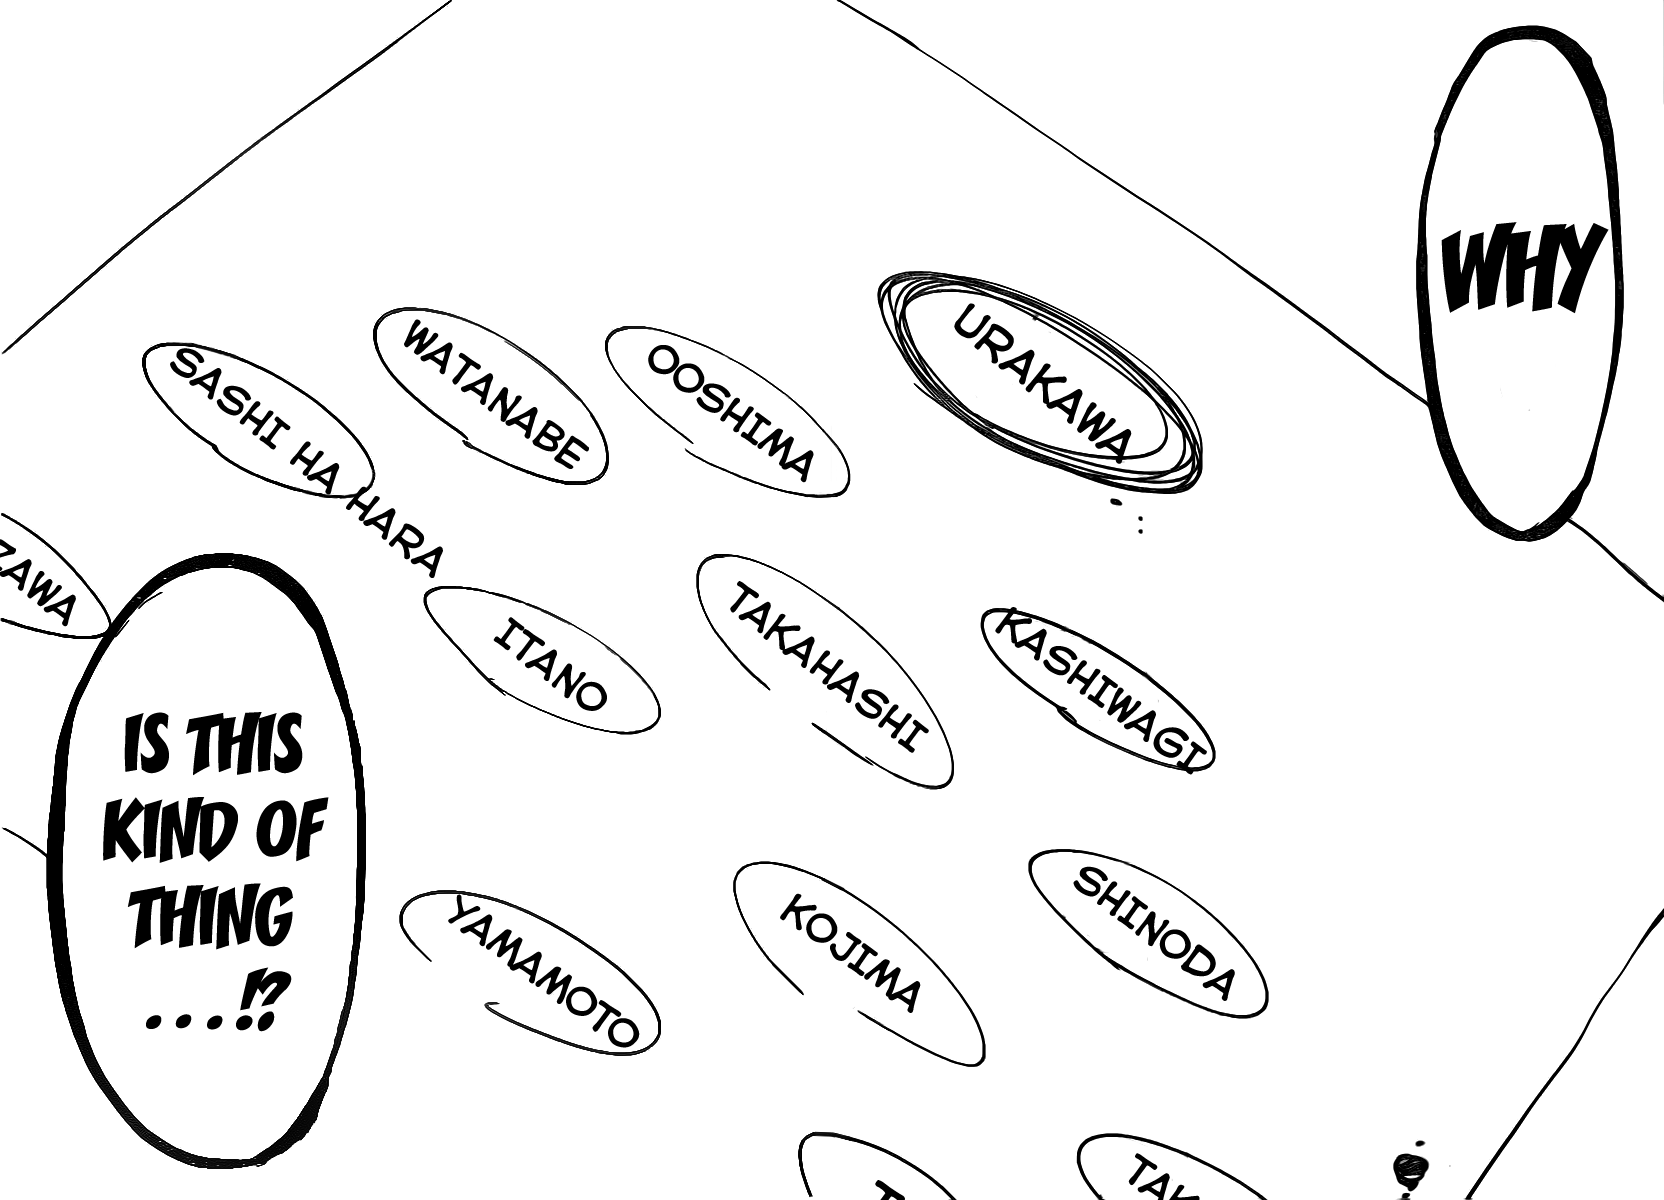 WHY
URAKAWA
OOSHIMA
WATANABE
SASHI HA HARA
KASHIWAGI
TAKAHASHI
ITANO
ZAWA
SHINODA
KOJIMA
YAMAMOTO
TAK
IS THIS
KIND OF
THING
...!?